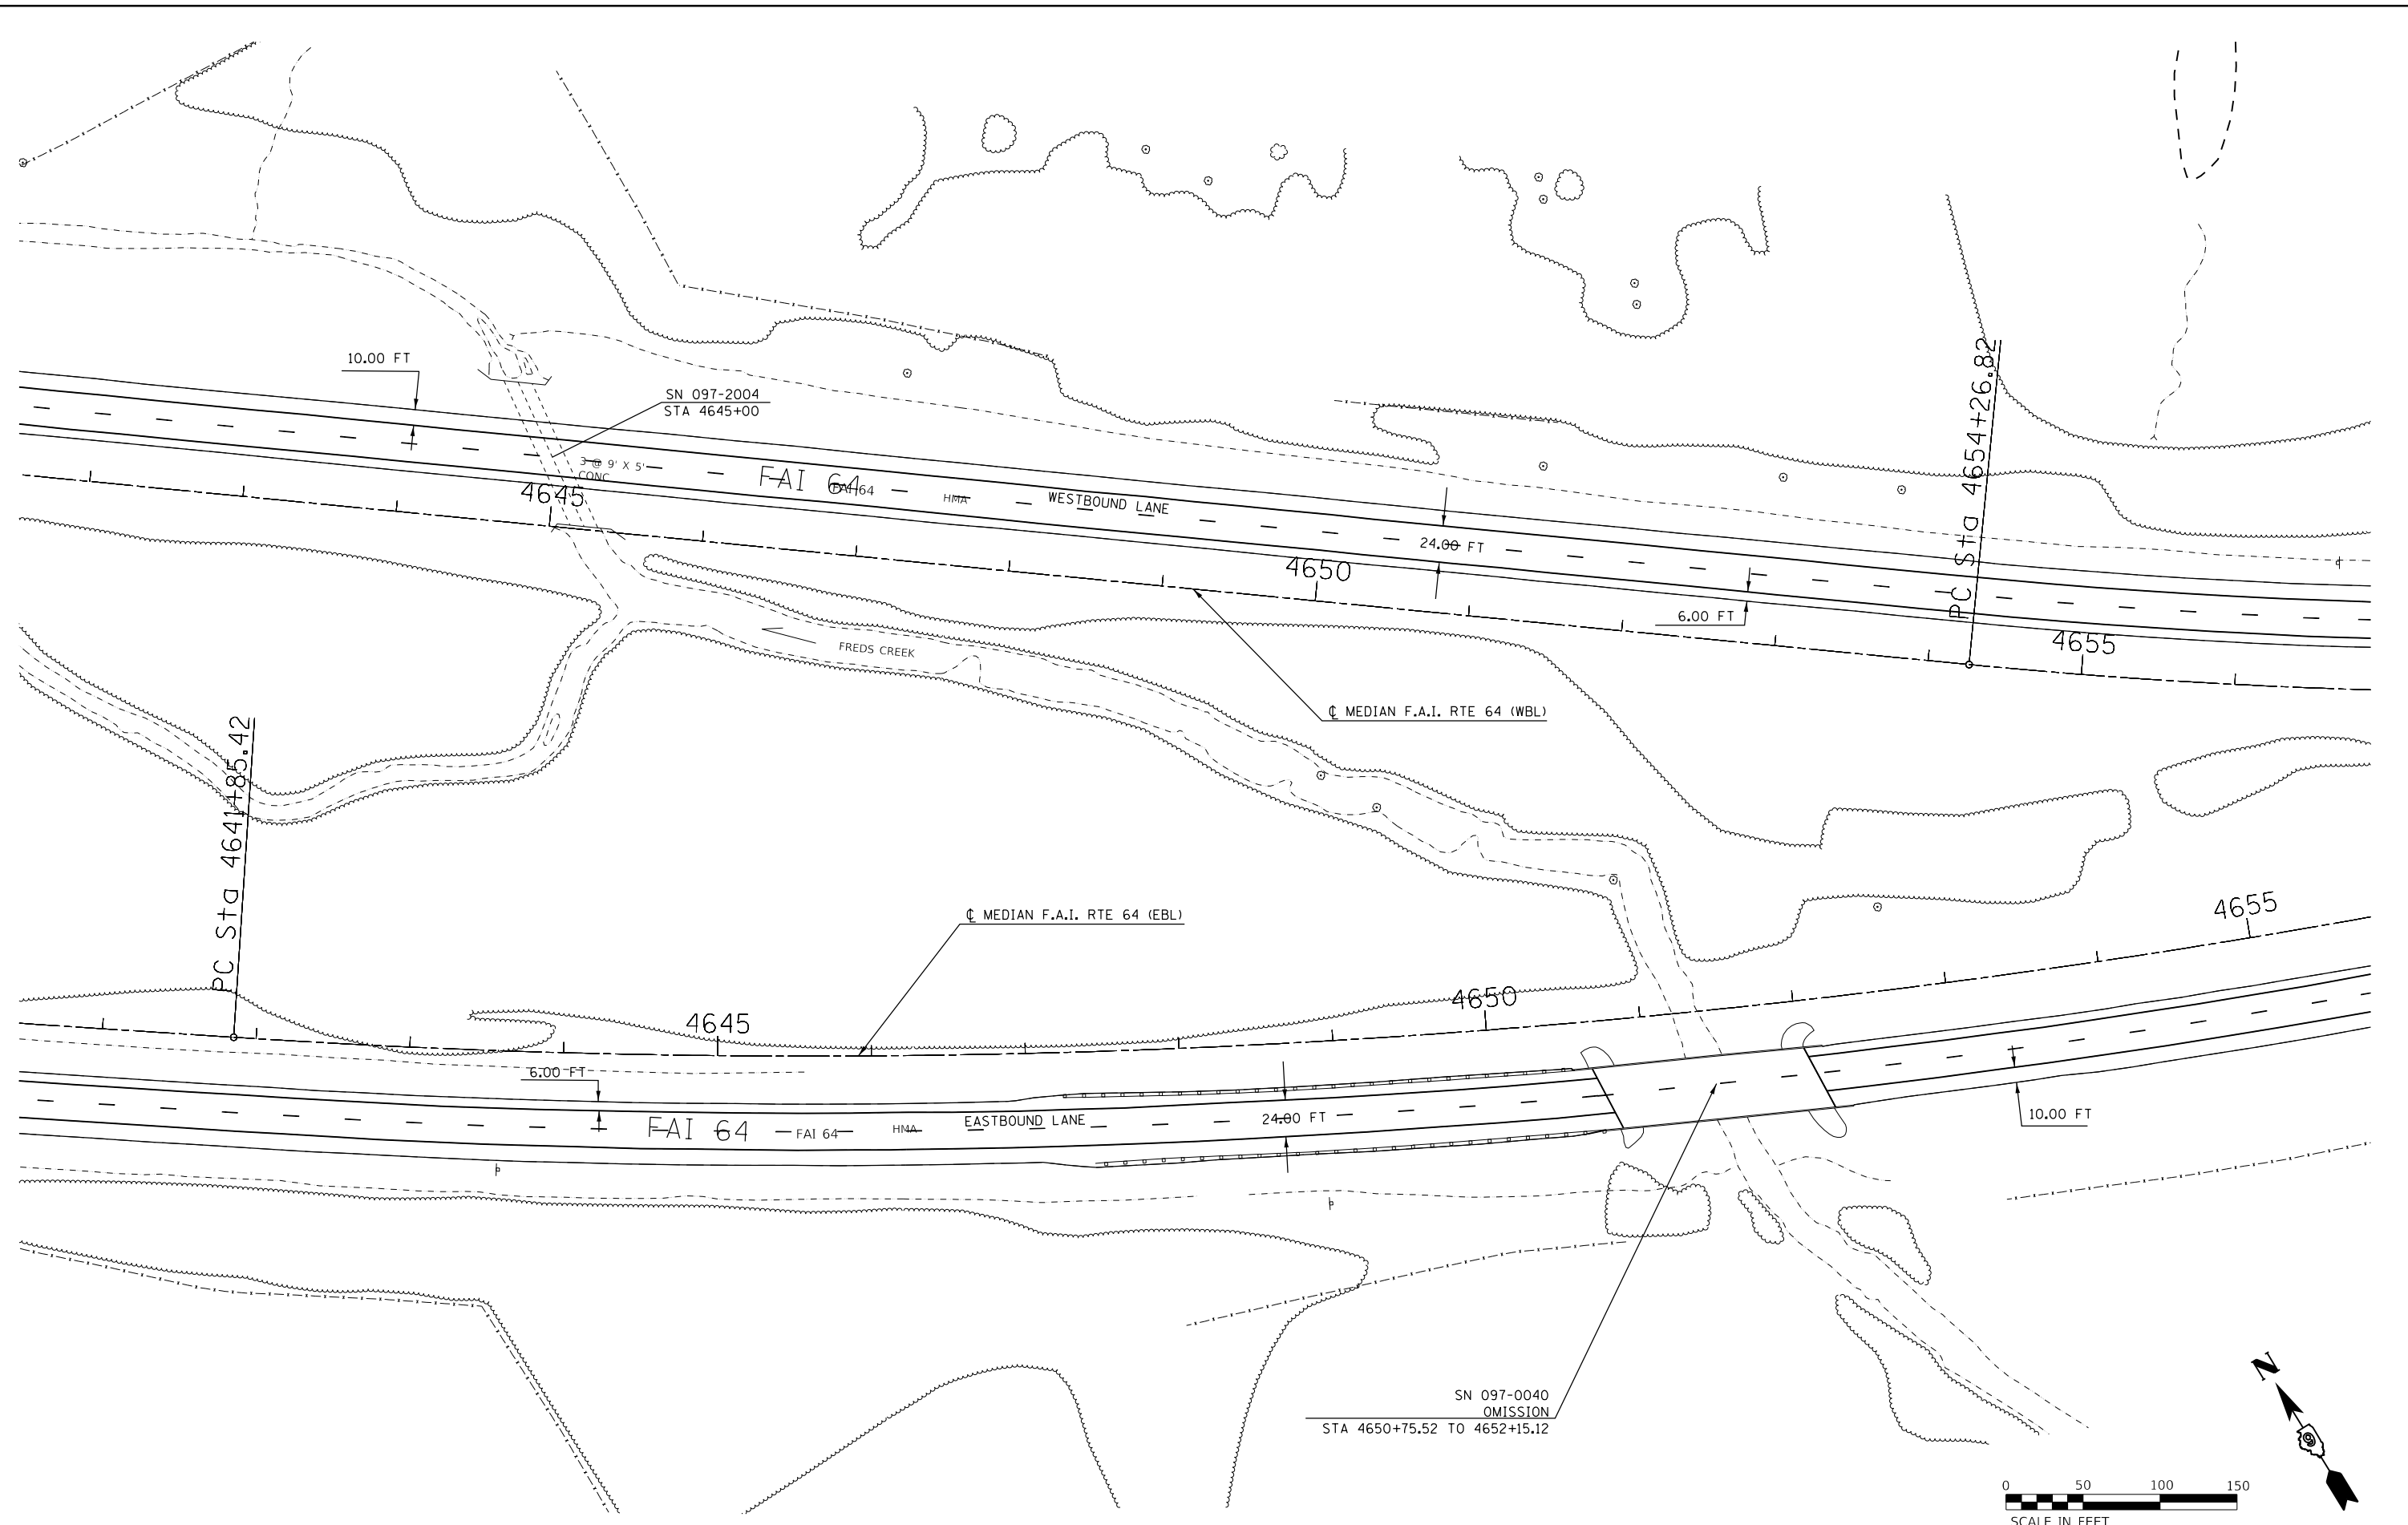 10.00 FT
SN 097-2004
STA 4645+00
3 @ 9' X 5'
CONC
4645
FAI 64
FAI 64
HMA
WESTBOUND LANE
24.00 FT
4650
6.00 FT
PC Sta 4654+26.82
4655
FREDS CREEK
℄ MEDIAN F.A.I. RTE 64 (WBL)
PC Sta 4641+85.42
℄ MEDIAN F.A.I. RTE 64 (EBL)
4655
4650
4645
6.00 FT
FAI 64
FAI 64
HMA
EASTBOUND LANE
24.00 FT
10.00 FT
SN 097-0040
OMISSION
STA 4650+75.52 TO 4652+15.12
N
0 50 100 150
SCALE IN FEET